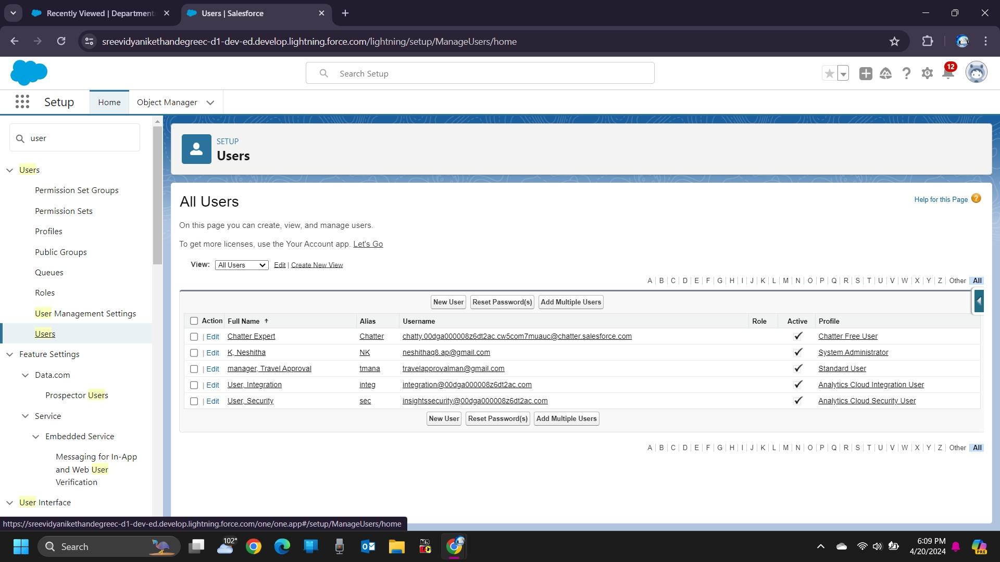 Recently Viewed | Department
Users | Salesforce
sreevidyanikethandegreec-d1-dev-ed.develop.lightning.force.com/lightning/setup/ManageUsers/home
Search Setup
12
Setup
Home
Object Manager
user
Users
Permission Set Groups
Permission Sets
Profiles
Public Groups
Queues
Roles
User Management Settings
Users
Feature Settings
Data.com
Prospector Users
Service
Embedded Service
Messaging for In-App
and Web User
Verification
User Interface
SETUP
Users
All Users
Help for this Page
On this page you can create, view, and manage users.
To get more licenses, use the Your Account app. Let's Go
View: All Users Edit | Create New View
A | B | C | D | E | F | G | H | I | J | K | L | M | N | O | P | Q | R | S | T | U | V | W | X | Y | Z | Other | All
New User Reset Password(s) Add Multiple Users
Action Full Name Alias Username Role Active Profile
| Edit Chatter Expert Chatter chatty.00dga000008z6dt2ac.cw5com7muauc@chatter.salesforce.com Chatter Free User
| Edit K, Neshitha NK neshithaq8.ap@gmail.com System Administrator
| Edit manager, Travel Approval tmana travelapprovalman@gmail.com Standard User
| Edit User, Integration integ integration@00dga000008z6dt2ac.com Analytics Cloud Integration User
| Edit User, Security sec insightssecurity@00dga000008z6dt2ac.com Analytics Cloud Security User
New User Reset Password(s) Add Multiple Users
A | B | C | D | E | F | G | H | I | J | K | L | M | N | O | P | Q | R | S | T | U | V | W | X | Y | Z | Other | All
https://sreevidyanikethandegreec-d1-dev-ed.develop.lightning.force.com/one/one.app#/setup/ManageUsers/home
Search
102°
6:09 PM
4/20/2024
PRE